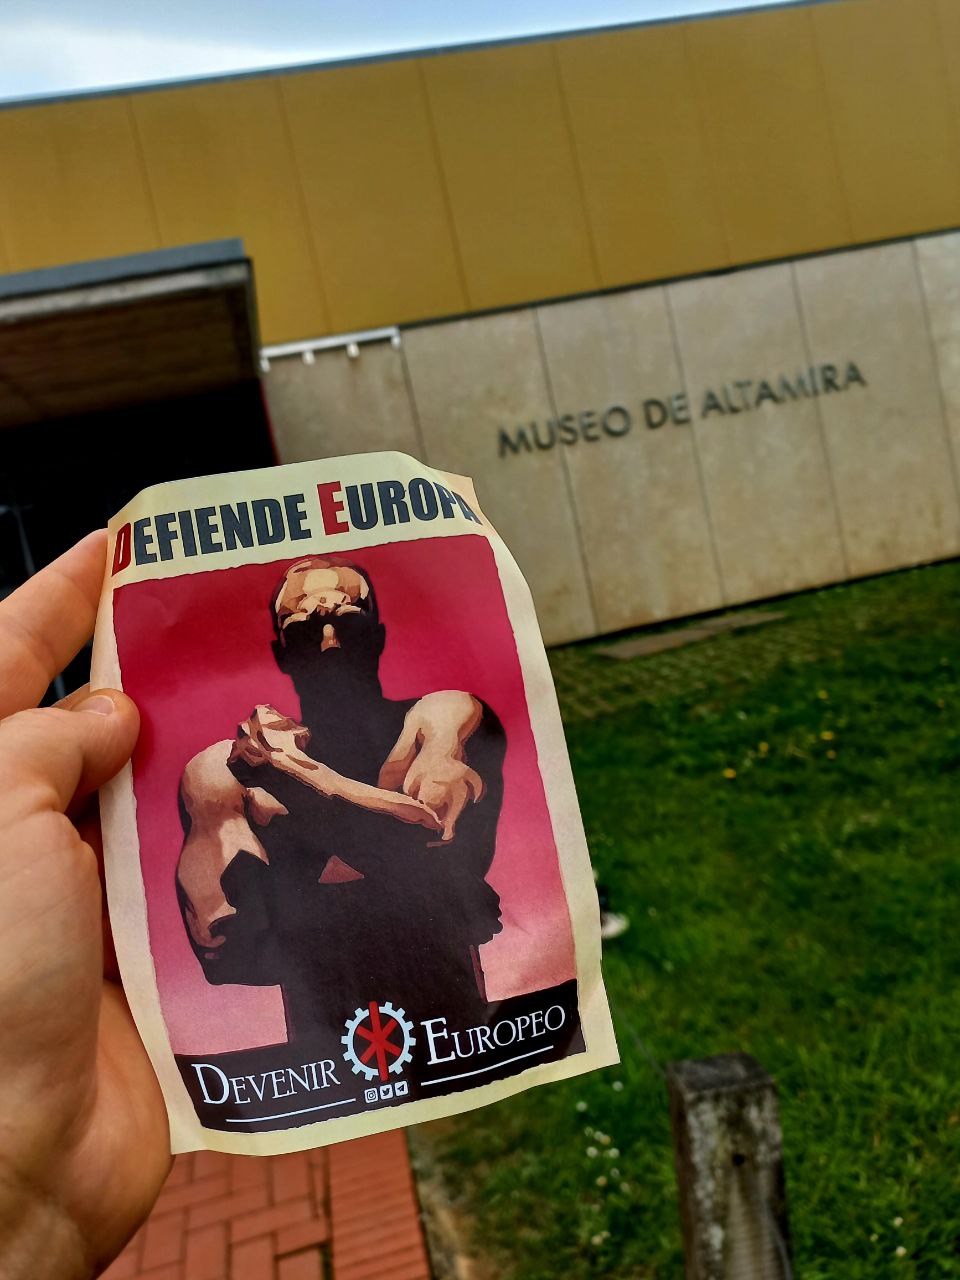 MUSEO DE ALTAMIRA
DEFIENDE EUROPA
DEVENIR EUROPEO